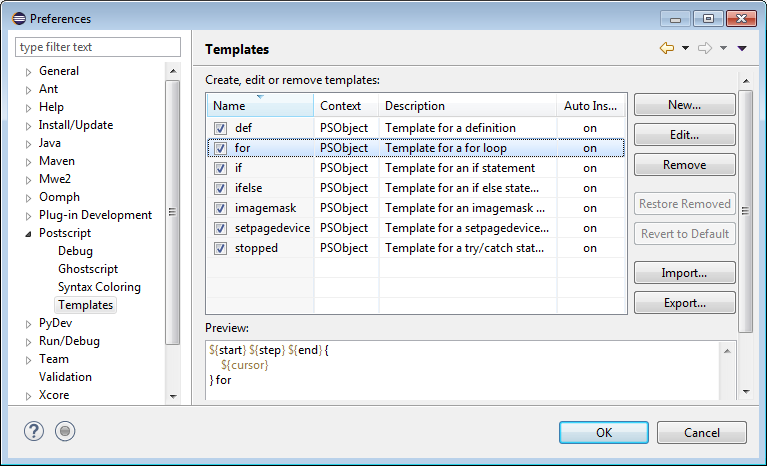 Preferences
type filter text
General
Ant
Help
Install/Update
Java
Maven
Mwe2
Oomph
Plug-in Development
Postscript
Debug
Ghostscript
Syntax Coloring
Templates
PyDev
Run/Debug
Team
Validation
Xcore
Templates
Create, edit or remove templates:
Name Context Description Auto Ins...
def PSObject Template for a definition on
for PSObject Template for a for loop on
if PSObject Template for an if statement on
ifelse PSObject Template for an if else state... on
imagemask PSObject Template for an imagemask ... on
setpagedevice PSObject Template for a setpagedevice... on
stopped PSObject Template for a try/catch stat... on
New...
Edit...
Remove
Restore Removed
Revert to Default
Import...
Export...
Preview:
${start} ${step} ${end} {
${cursor}
} for
OK Cancel